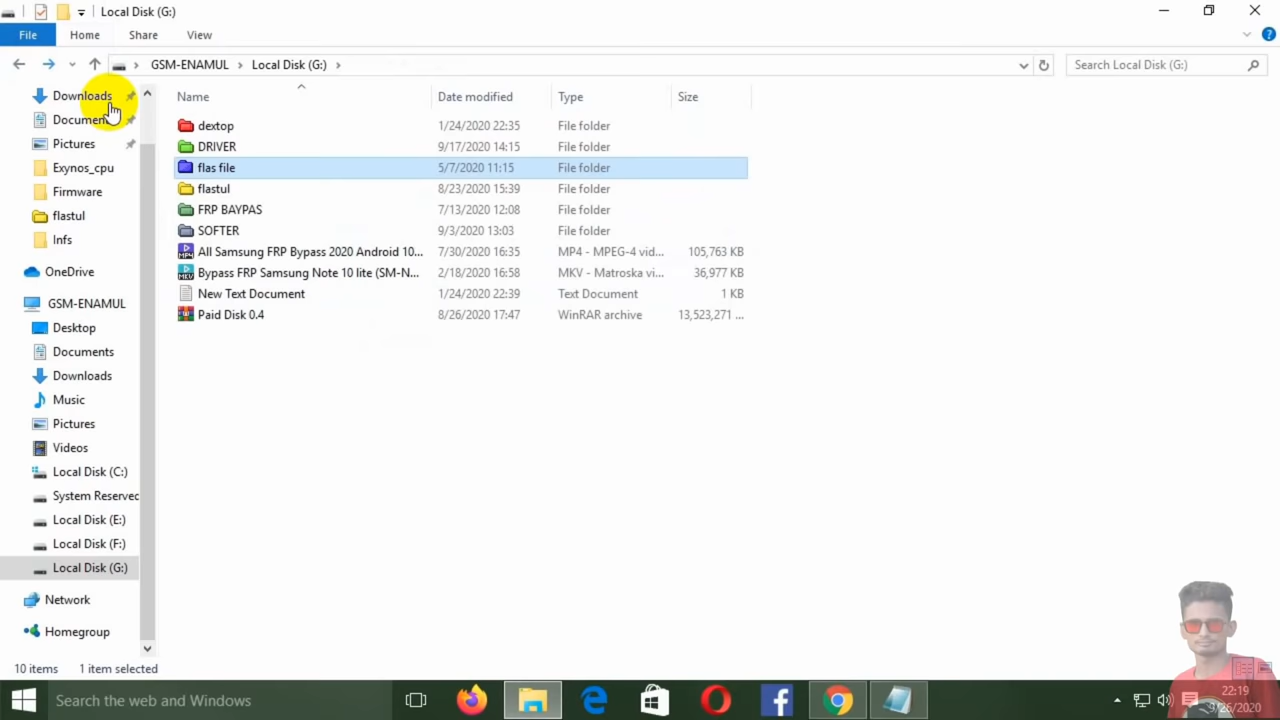 Local Disk (G:)
File Home Share View
GSM-ENAMUL Local Disk (G:) Search Local Disk (G:)
Downloads
Documen
Pictures
Exynos_cpu
Firmware
flastul
Infs
OneDrive
GSM-ENAMUL
Desktop
Documents
Downloads
Music
Pictures
Videos
Local Disk (C:)
System Reserved
Local Disk (E:)
Local Disk (F:)
Local Disk (G:)
Network
Homegroup
Name Date modified Type Size
dextop 1/24/2020 22:35 File folder
DRIVER 9/17/2020 14:15 File folder
flas file 5/7/2020 11:15 File folder
flastul 8/23/2020 15:39 File folder
FRP BAYPAS 7/13/2020 12:08 File folder
SOFTER 9/3/2020 13:03 File folder
All Samsung FRP Bypass 2020 Android 10... 7/30/2020 16:35 MP4 - MPEG-4 vid... 105,763 KB
Bypass FRP Samsung Note 10 lite (SM-N... 2/18/2020 16:58 MKV - Matroska vi... 36,977 KB
New Text Document 1/24/2020 22:39 Text Document 1 KB
Paid Disk 0.4 8/26/2020 17:47 WinRAR archive 13,523,271 ...
10 items 1 item selected
Search the web and Windows
22:19
9/26/2020